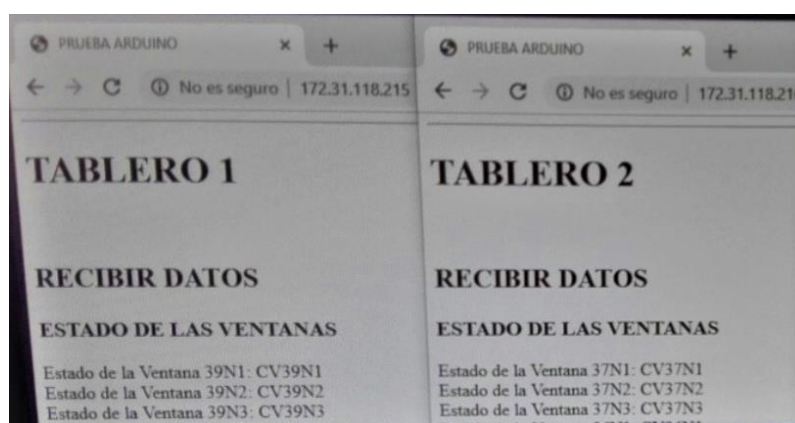 PRUEBA ARDUINO
No es seguro | 172.31.118.215
TABLERO 1
RECIBIR DATOS
ESTADO DE LAS VENTANAS
Estado de la Ventana 39N1: CV39N1
Estado de la Ventana 39N2: CV39N2
Estado de la Ventana 39N3: CV39N3
PRUEBA ARDUINO
No es seguro | 172.31.118.21
TABLERO 2
RECIBIR DATOS
ESTADO DE LAS VENTANAS
Estado de la Ventana 37N1: CV37N1
Estado de la Ventana 37N2: CV37N2
Estado de la Ventana 37N3: CV37N3